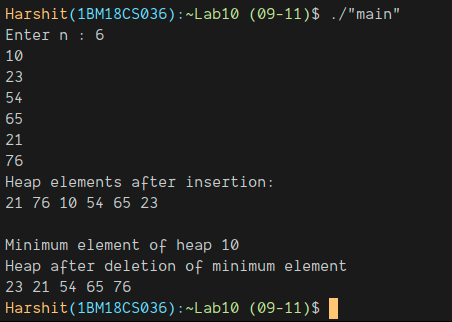 Harshit(1BM18CS036):~Lab10 (09-11)$ ./"main"
Enter n : 6
10
23
54
65
21
76
Heap elements after insertion:
21 76 10 54 65 23
Minimum element of heap 10
Heap after deletion of minimum element
23 21 54 65 76
Harshit(1BM18CS036):~Lab10 (09-11)$